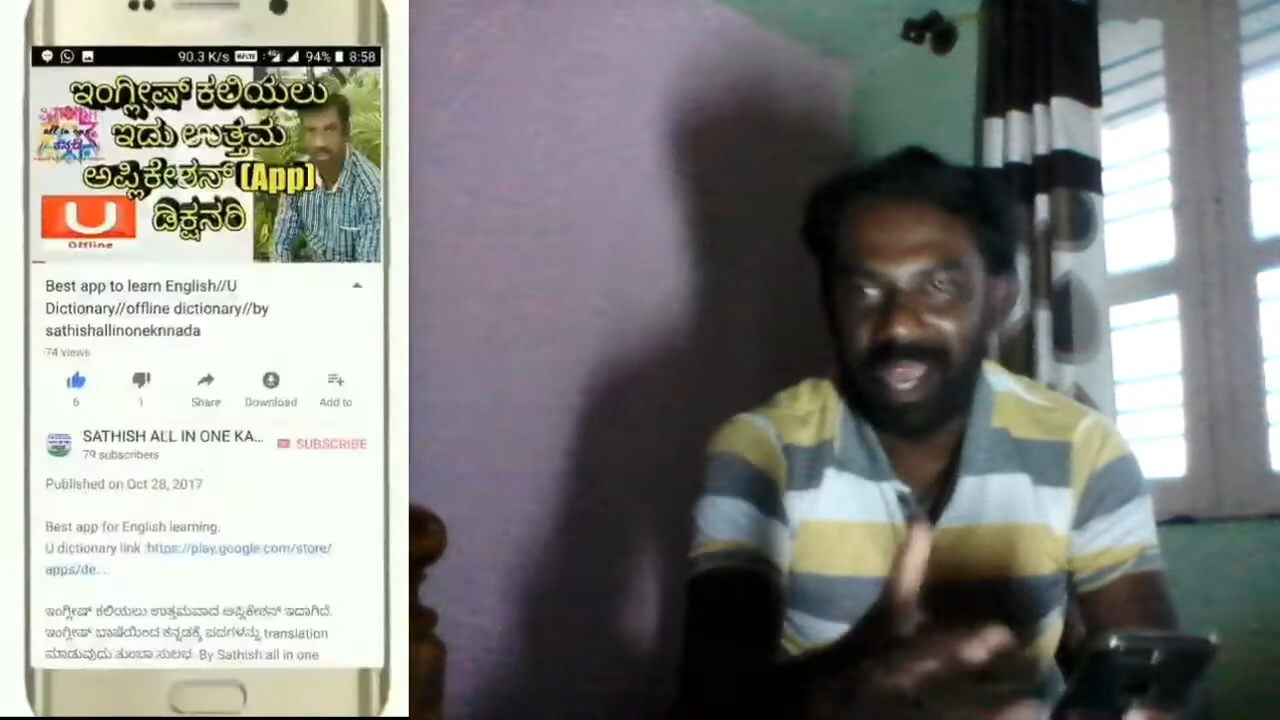 90.3 K/s 94% 8:58
ಇಂಗ್ಲೀಷ್ ಕಲಿಯಲು
ಇದು ಉತ್ತಮ
ಅಪ್ಲಿಕೇಶನ್ (App)
ಡಿಕ್ಷನರಿ
all in one
U
Offline
Best app to learn English//U
Dictionary//offline dictionary//by
sathishallinoneknnada
74 views
6 1 Share Download Add to
SATHISH ALL IN ONE KA... SUBSCRIBE
79 subscribers
Published on Oct 28, 2017
Best app for English learning.
U dictionary link :https://play.google.com/store/
apps/de...
ಇಂಗ್ಲೀಷ್ ಕಲಿಯಲು ಉತ್ತಮವಾದ ಅಪ್ಲಿಕೇಶನ್ ಇದಾಗಿದೆ.
ಇಂಗ್ಲೀಷ್ ಭಾಷೆಯಿಂದ ಕನ್ನಡಕ್ಕೆ ಪದಗಳನ್ನು translation
ಮಾಡುವುದು ತುಂಬಾ ಸುಲಭ. By Sathish all in one